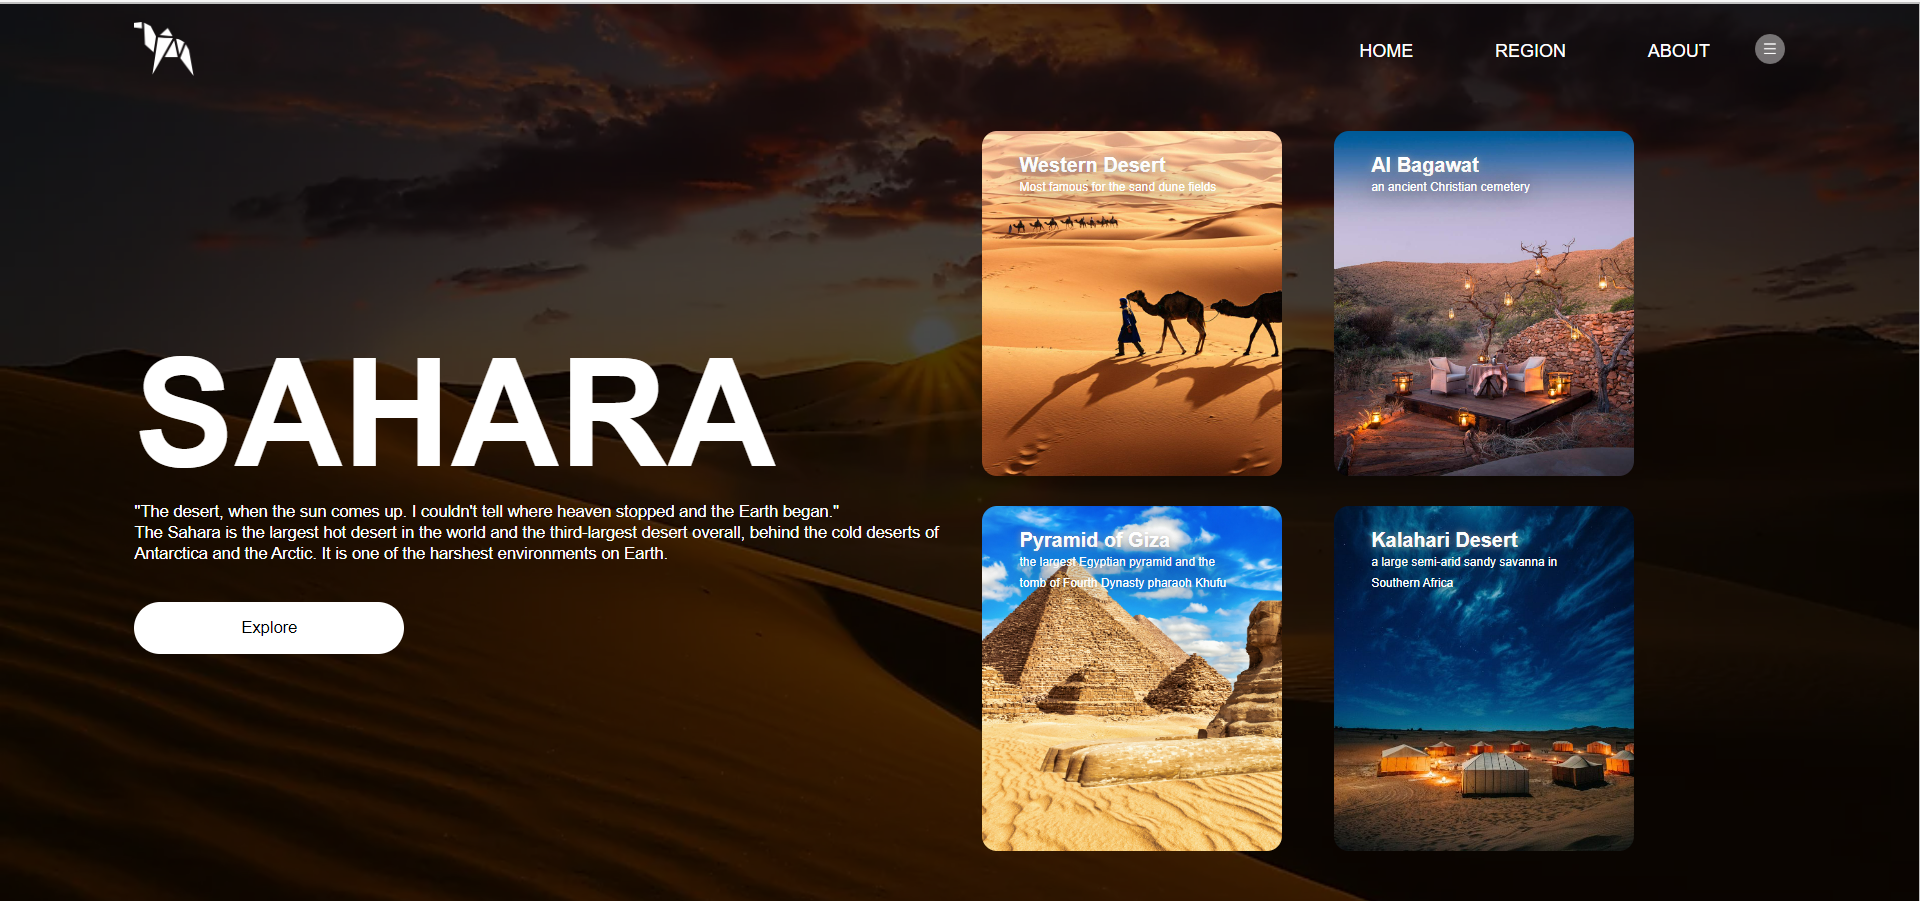 HOME REGION ABOUT
SAHARA
"The desert, when the sun comes up. I couldn't tell where heaven stopped and the Earth began."
The Sahara is the largest hot desert in the world and the third-largest desert overall, behind the cold deserts of
Antarctica and the Arctic. It is one of the harshest environments on Earth.
Explore
Western Desert
Most famous for the sand dune fields
Al Bagawat
an ancient Christian cemetery
Pyramid of Giza
the largest Egyptian pyramid and the
tomb of Fourth Dynasty pharaoh Khufu
Kalahari Desert
a large semi-arid sandy savanna in
Southern Africa